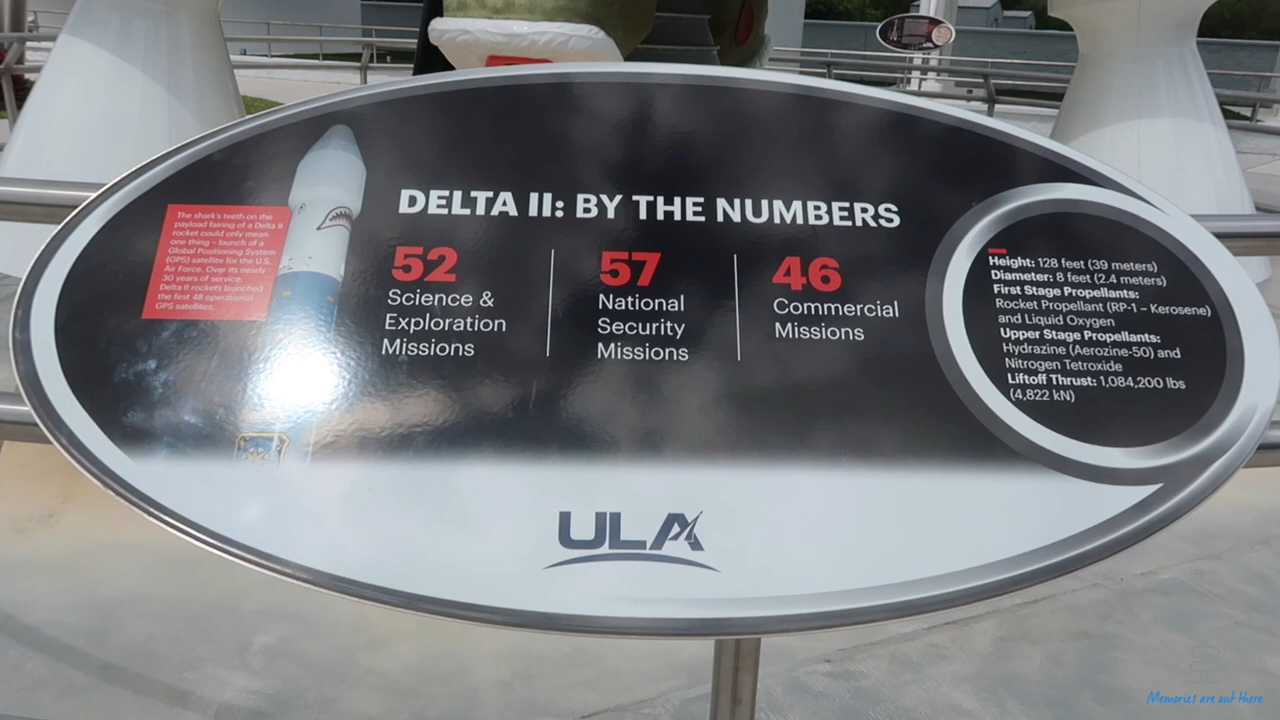 DELTA II: BY THE NUMBERS
The shark's teeth on the
payload fairing of a Delta II
rocket could only mean
one thing – launch of a
Global Positioning System
(GPS) satellite for the U.S.
Air Force. Over its nearly
30 years of service,
Delta II rockets launched
the first 48 operational
GPS satellites.
52
Science &
Exploration
Missions
57
National
Security
Missions
46
Commercial
Missions
Height: 128 feet (39 meters)
Diameter: 8 feet (2.4 meters)
First Stage Propellants:
Rocket Propellant (RP-1 – Kerosene)
and Liquid Oxygen
Upper Stage Propellants:
Hydrazine (Aerozine-50) and
Nitrogen Tetroxide
Liftoff Thrust: 1,084,200 lbs
(4,822 kN)
ULA
Memories are out there